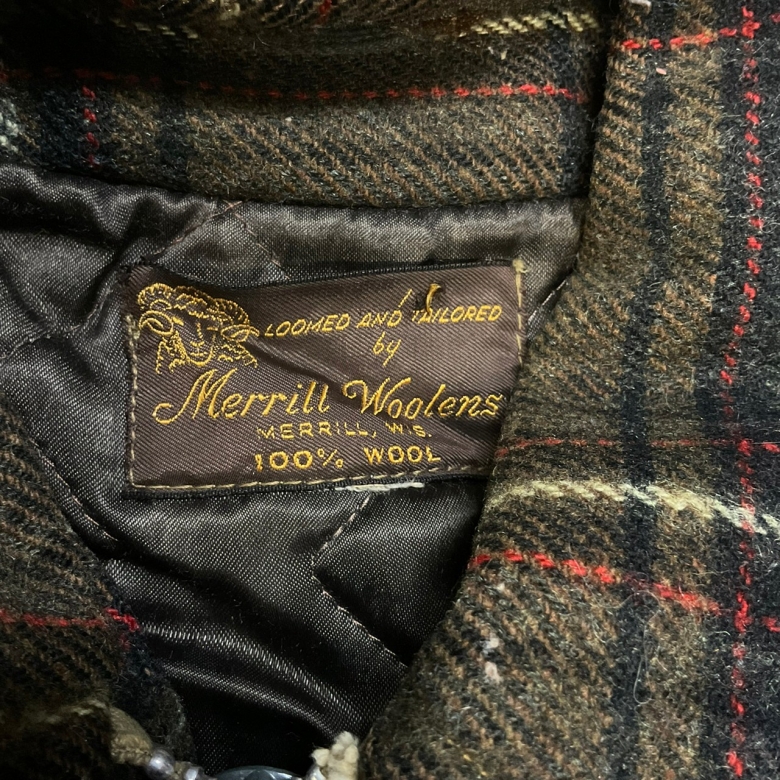 LOOMED AND TAILORED
by
Merrill Woolens
MERRILL, WIS.
100% WOOL